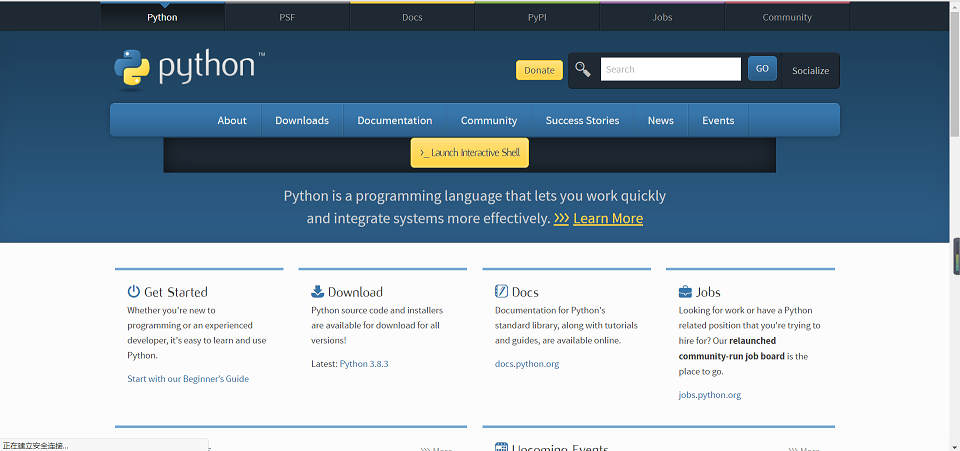 Python PSF Docs PyPI Jobs Community
python™
Donate Search GO Socialize
About Downloads Documentation Community Success Stories News Events
>_ Launch Interactive Shell
Python is a programming language that lets you work quickly
and integrate systems more effectively. >>> Learn More
Get Started
Whether you're new to
programming or an experienced
developer, it's easy to learn and use
Python.
Start with our Beginner's Guide
Download
Python source code and installers
are available for download for all
versions!
Latest: Python 3.8.3
Docs
Documentation for Python's
standard library, along with tutorials
and guides, are available online.
docs.python.org
Jobs
Looking for work or have a Python
related position that you're trying to
hire for? Our relaunched
community-run job board is the
place to go.
jobs.python.org
正在建立安全连接...
>>> More
Upcoming Events
>>> More